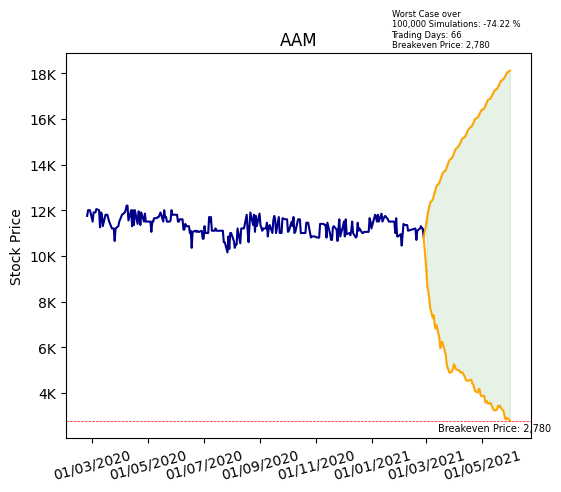 Worst Case over
100,000 Simulations: -74.22 %
Trading Days: 66
Breakeven Price: 2,780
AAM
Stock Price
18K
16K
14K
12K
10K
8K
6K
4K
Breakeven Price: 2,780
01/03/2020
01/05/2020
01/07/2020
01/09/2020
01/11/2020
01/01/2021
01/03/2021
01/05/2021